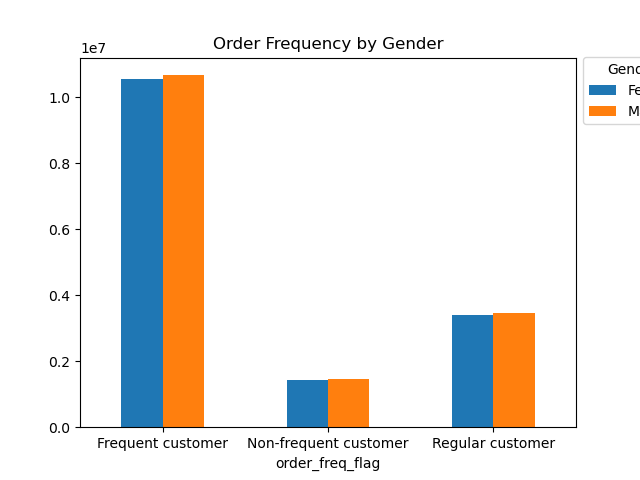 Order Frequency by Gender
1e7
1.0
0.8
0.6
0.4
0.2
0.0
Frequent customer Non-frequent customer Regular customer
order_freq_flag